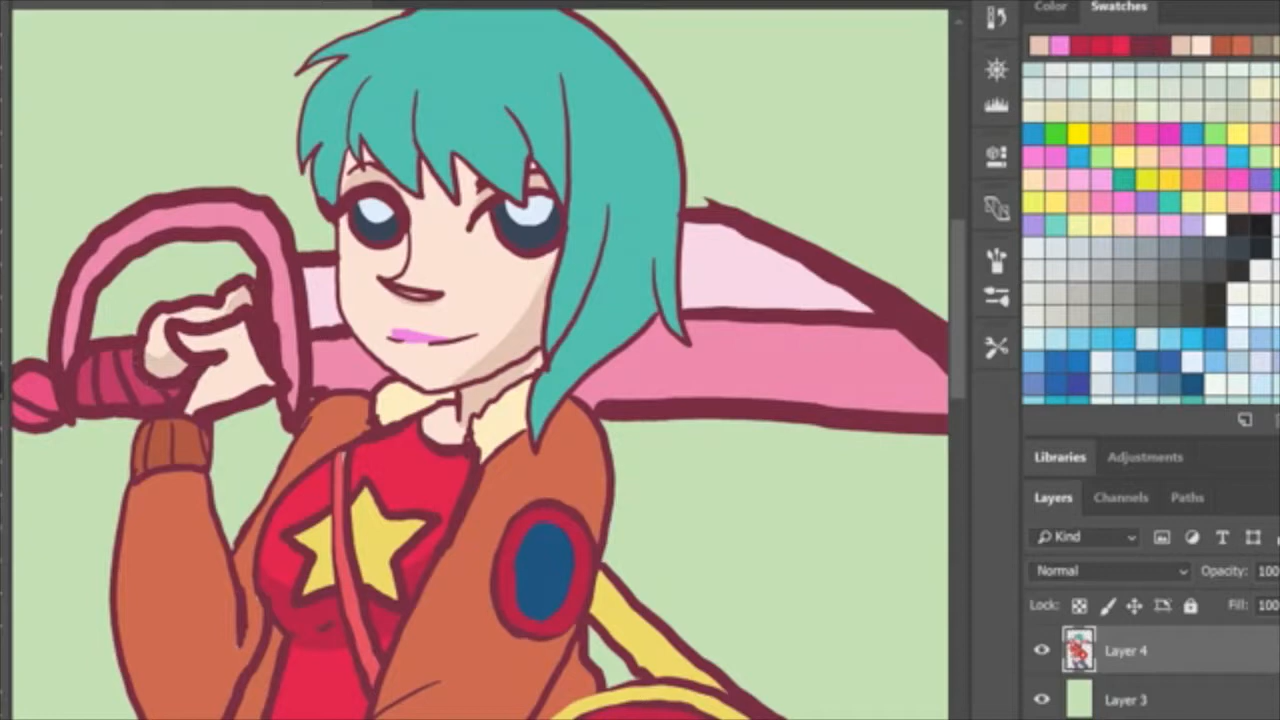 Color Swatches
Libraries Adjustments
Layers Channels Paths
Kind
Normal Opacity: 100
Lock: Fill: 100
Layer 4
Layer 3